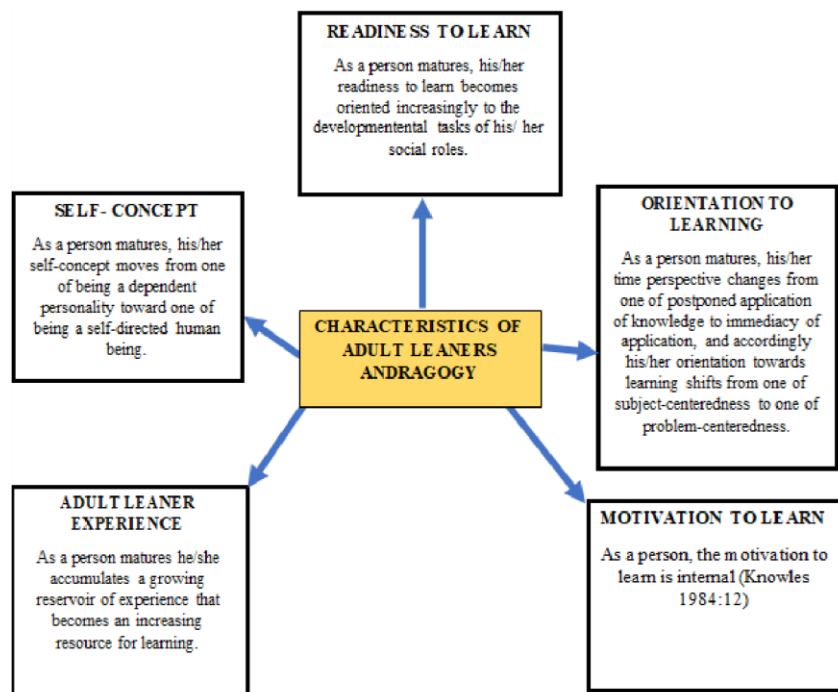 READINESS TO LEARN
As a person matures, his/her
readiness to learn becomes
oriented increasingly to the
developmentental tasks of his/ her
social roles.
SELF- CONCEPT
As a person matures, his/her
self-concept moves from one
of being a dependent
personality toward one of
being a self-directed human
being.
ORIENTATION TO
LEARNING
As a person matures, his/her
time perspective changes from
one of postponed application
of knowledge to immediacy of
application, and accordingly
his/her orientation towards
learning shifts from one of
subject-centeredness to one of
problem-centeredness.
CHARACTERISTICS OF
ADULT LEANERS
ANDRAGOGY
ADULT LEANER
EXPERIENCE
As a person matures he/she
accumulates a growing
reservoir of experience that
becomes an increasing
resource for learning.
MOTIVATION TO LEARN
As a person, the motivation to
learn is internal (Knowles
1984:12)